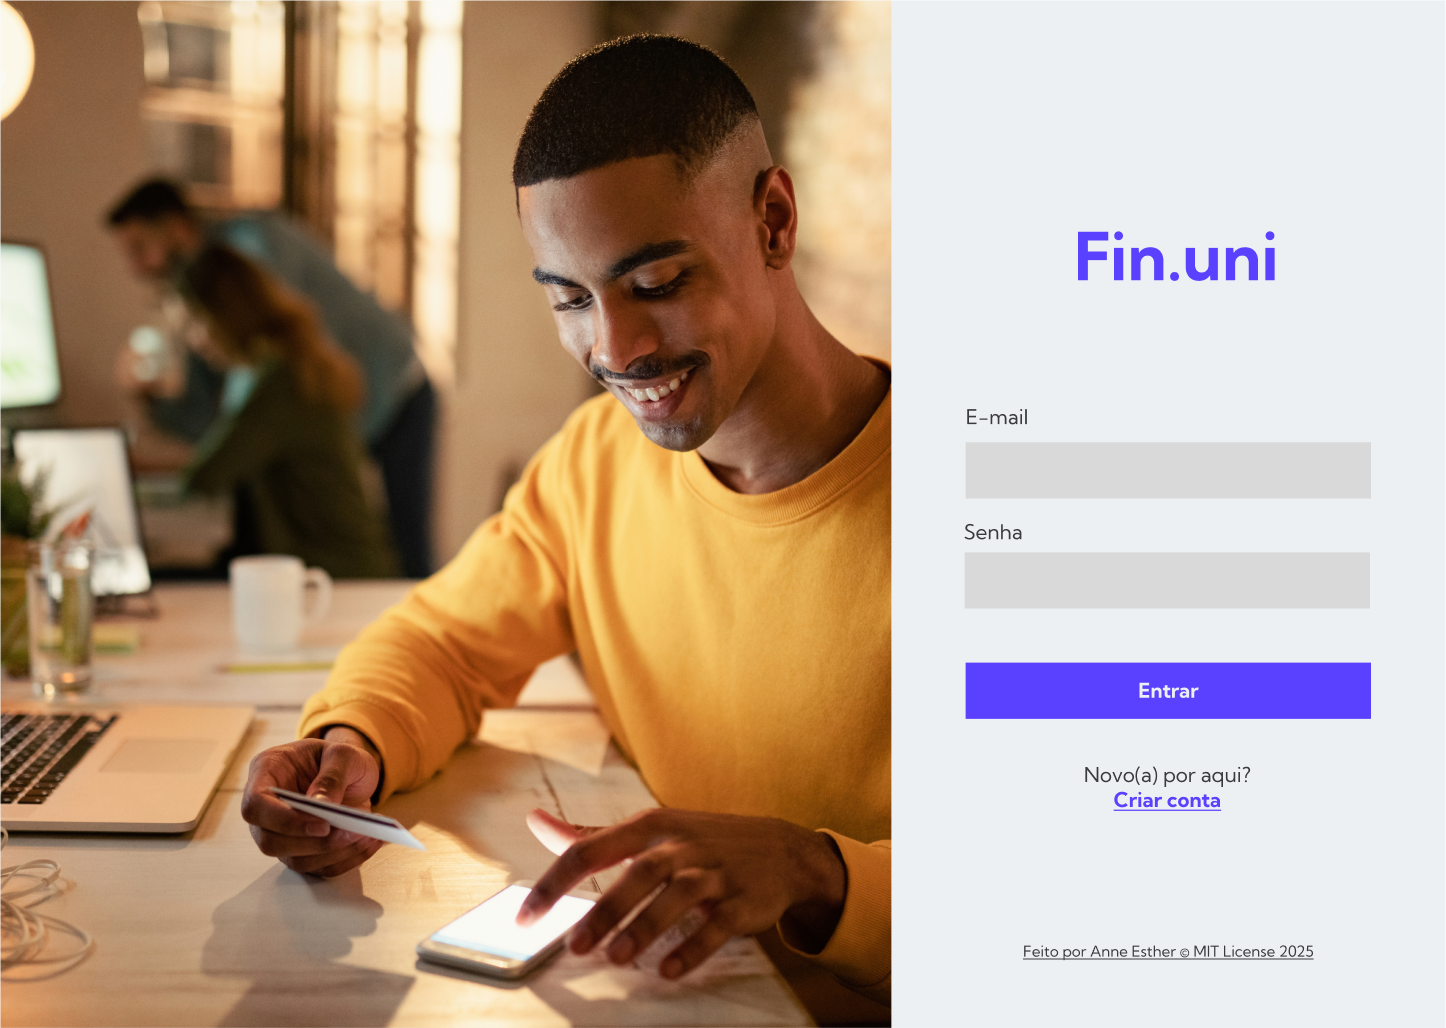 Fin.uni
E-mail
Senha
Entrar
Novo(a) por aqui?
Criar conta
Feito por Anne Esther © MIT License 2025